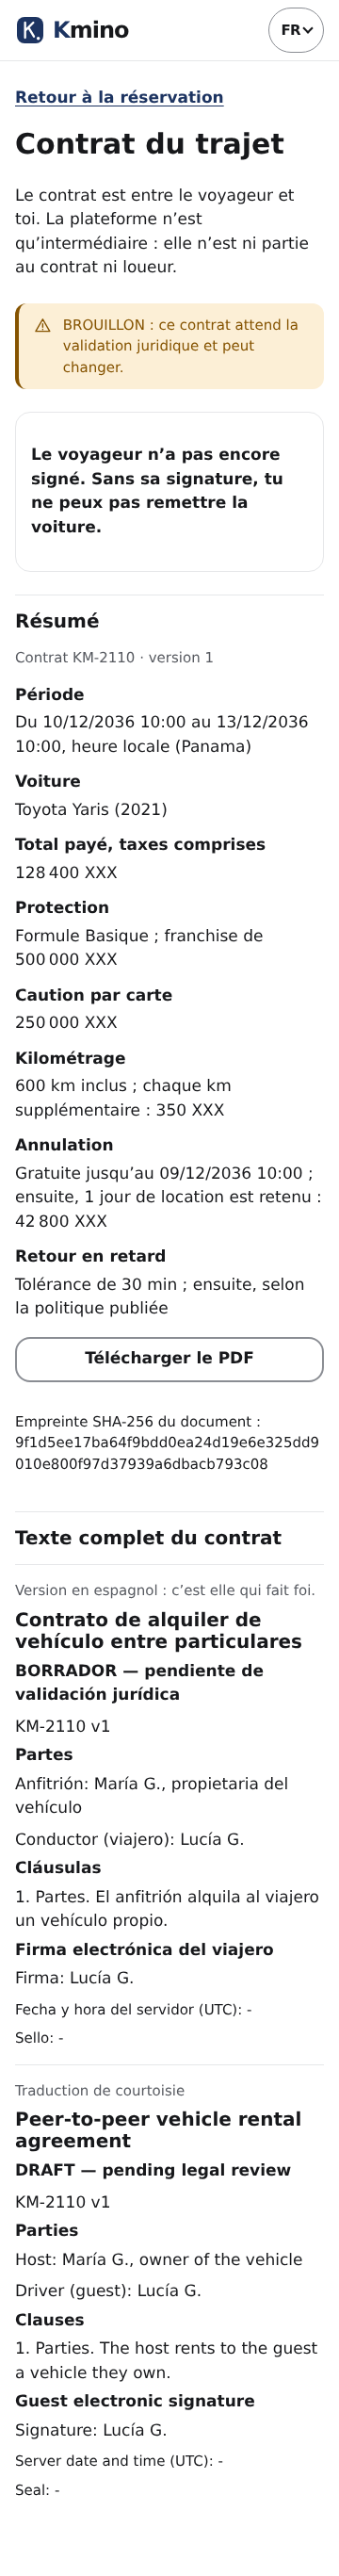 Kmino
FR
Retour à la réservation
Contrat du trajet
Le contrat est entre le voyageur et
toi. La plateforme n’est
qu’intermédiaire : elle n’est ni partie
au contrat ni loueur.
BROUILLON : ce contrat attend la
validation juridique et peut
changer.
Le voyageur n’a pas encore
signé. Sans sa signature, tu
ne peux pas remettre la
voiture.
Résumé
Contrat KM-2110 · version 1
Période
Du 10/12/2036 10:00 au 13/12/2036
10:00, heure locale (Panama)
Voiture
Toyota Yaris (2021)
Total payé, taxes comprises
128 400 XXX
Protection
Formule Basique ; franchise de
500 000 XXX
Caution par carte
250 000 XXX
Kilométrage
600 km inclus ; chaque km
supplémentaire : 350 XXX
Annulation
Gratuite jusqu’au 09/12/2036 10:00 ;
ensuite, 1 jour de location est retenu :
42 800 XXX
Retour en retard
Tolérance de 30 min ; ensuite, selon
la politique publiée
Télécharger le PDF
Empreinte SHA-256 du document :
9f1d5ee17ba64f9bdd0ea24d19e6e325dd9
010e800f97d37939a6dbacb793c08
Texte complet du contrat
Version en espagnol : c’est elle qui fait foi.
Contrato de alquiler de
vehículo entre particulares
BORRADOR — pendiente de
validación jurídica
KM-2110 v1
Partes
Anfitrión: María G., propietaria del
vehículo
Conductor (viajero): Lucía G.
Cláusulas
1. Partes. El anfitrión alquila al viajero
un vehículo propio.
Firma electrónica del viajero
Firma: Lucía G.
Fecha y hora del servidor (UTC): -
Sello: -
Traduction de courtoisie
Peer-to-peer vehicle rental
agreement
DRAFT — pending legal review
KM-2110 v1
Parties
Host: María G., owner of the vehicle
Driver (guest): Lucía G.
Clauses
1. Parties. The host rents to the guest
a vehicle they own.
Guest electronic signature
Signature: Lucía G.
Server date and time (UTC): -
Seal: -